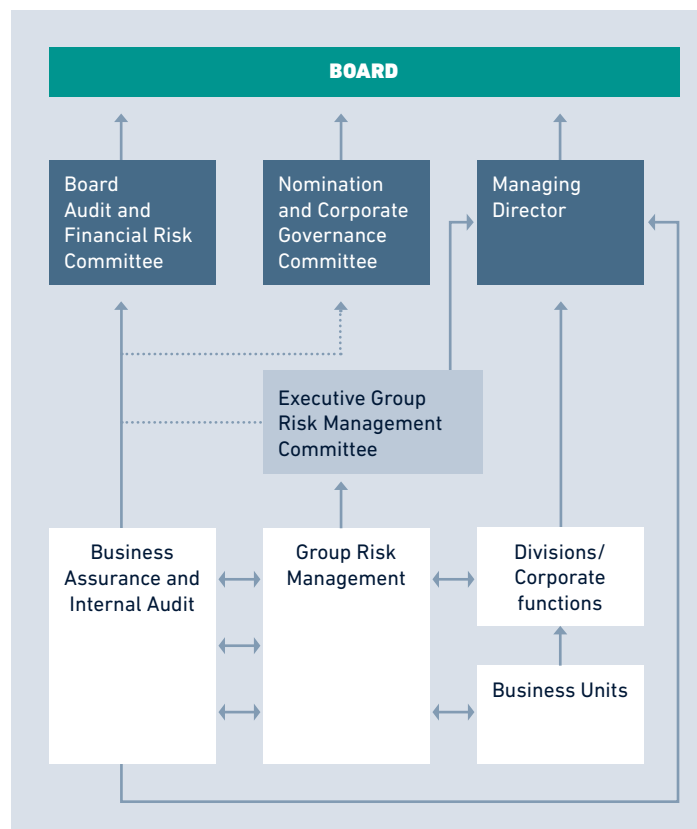 BOARD
Board
Audit and
Financial Risk
Committee
Nomination
and Corporate
Governance
Committee
Managing
Director
Executive Group
Risk Management
Committee
Business
Assurance and
Internal Audit
Group Risk
Management
Divisions/
Corporate
functions
Business Units